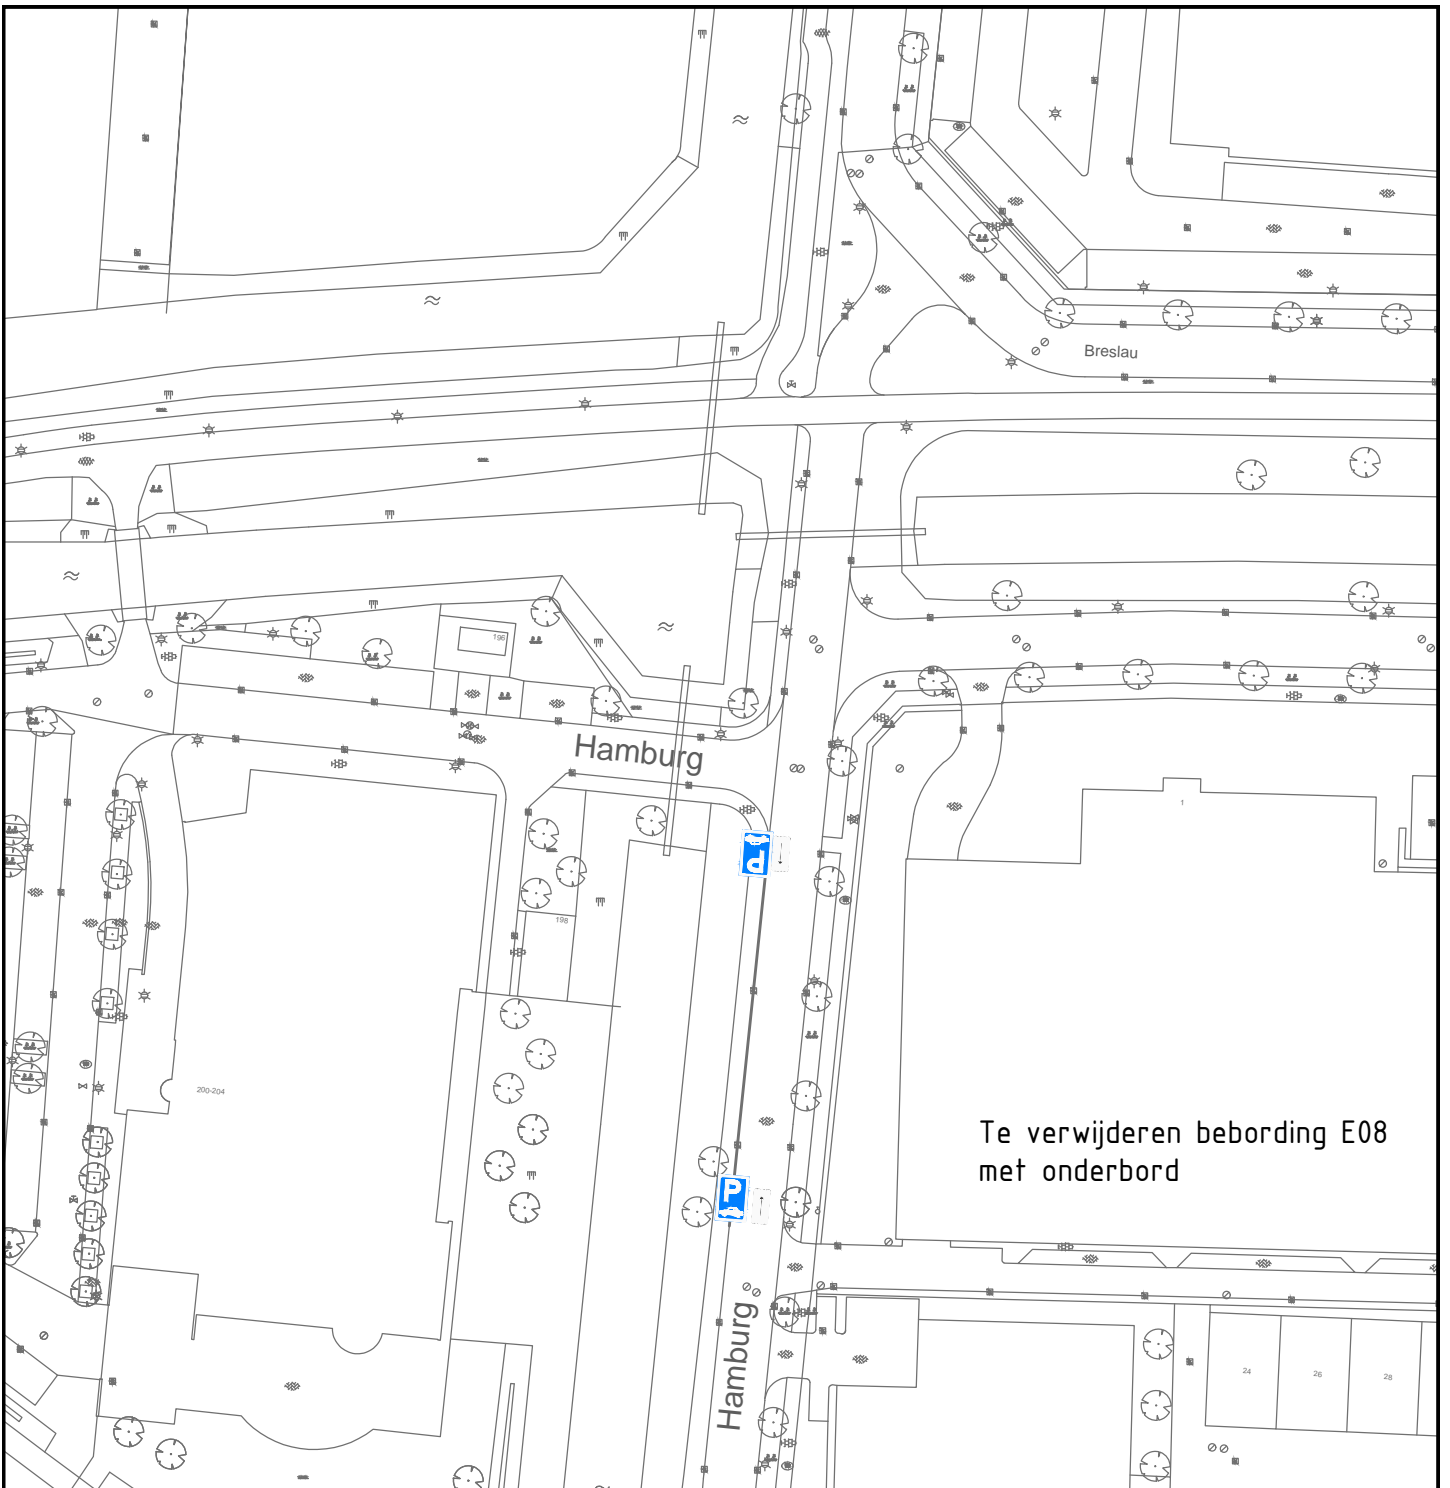 Breslau
196
Hamburg
1
P
198
200-204
Te verwijderen bebording E08
met onderbord
P
Hamburg
24
26
28